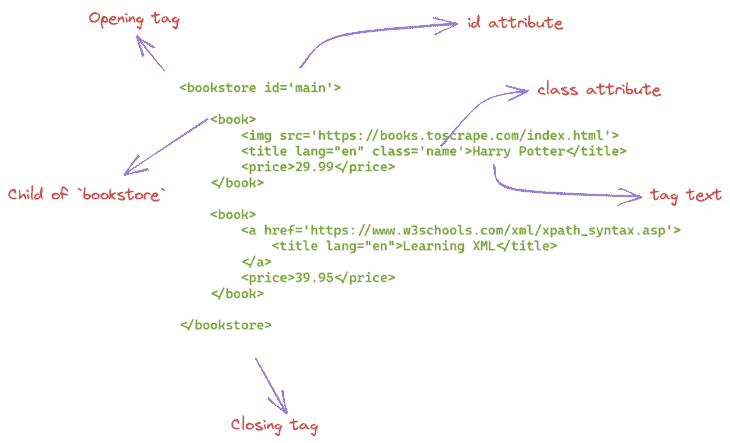 Opening tag
id attribute
<bookstore id='main'>
class attribute
<book>
<img src='https://books.toscrape.com/index.html'>
<title lang="en" class='name'>Harry Potter</title>
<price>29.99</price>
</book>
Child of `bookstore`
tag text
<book>
<a href='https://www.w3schools.com/xml/xpath_syntax.asp'>
<title lang="en">Learning XML</title>
</a>
<price>39.95</price>
</book>
</bookstore>
Closing tag